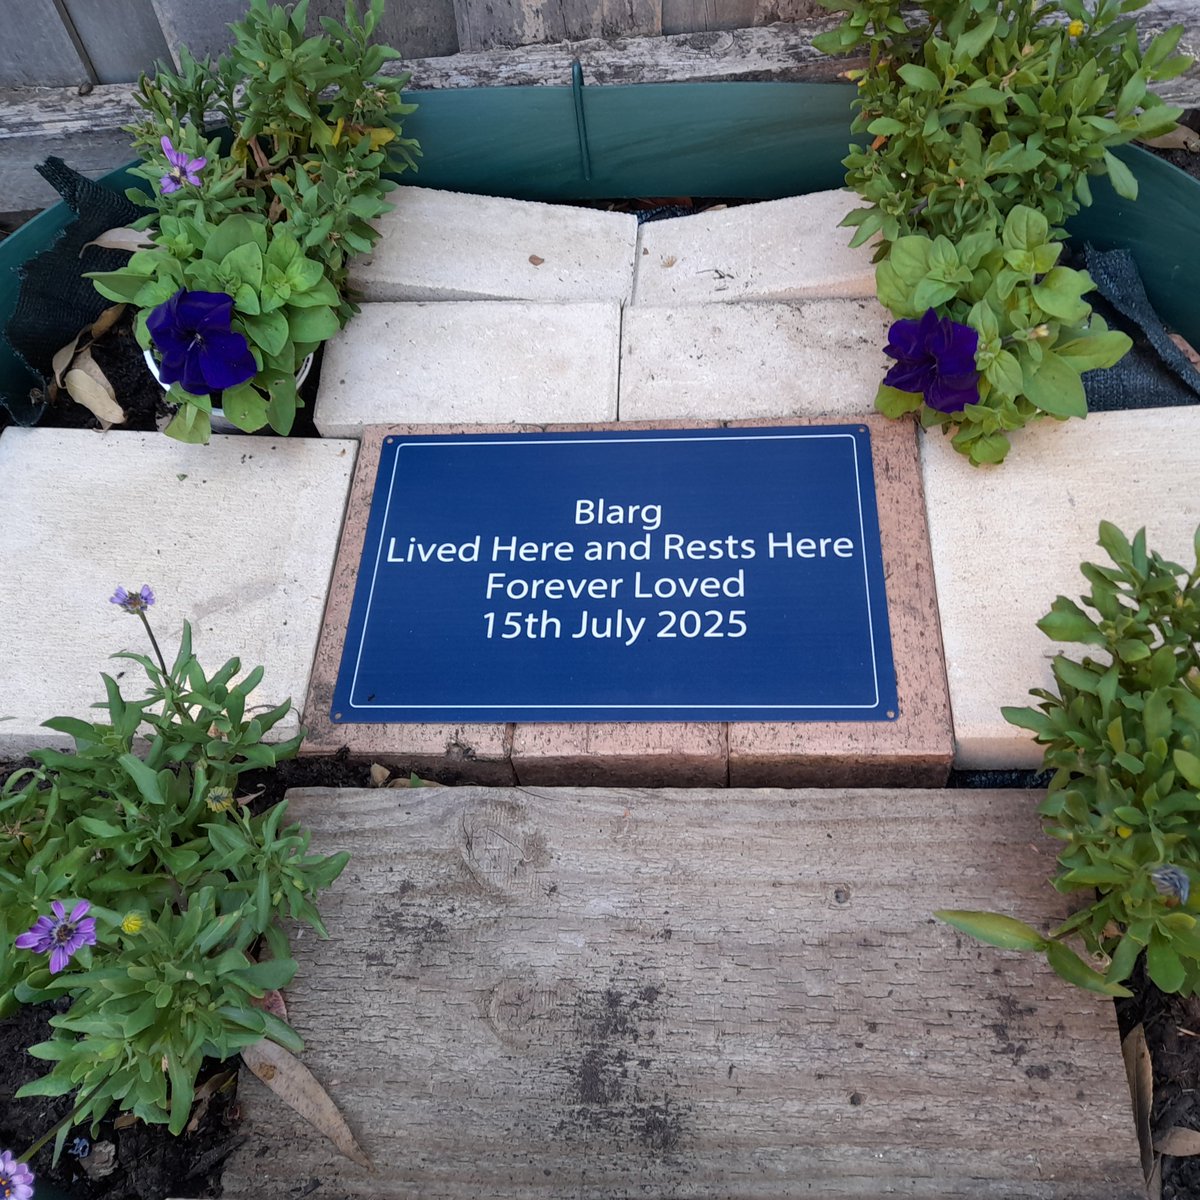 Blarg
Lived Here and Rests Here
Forever Loved
15th July 2025